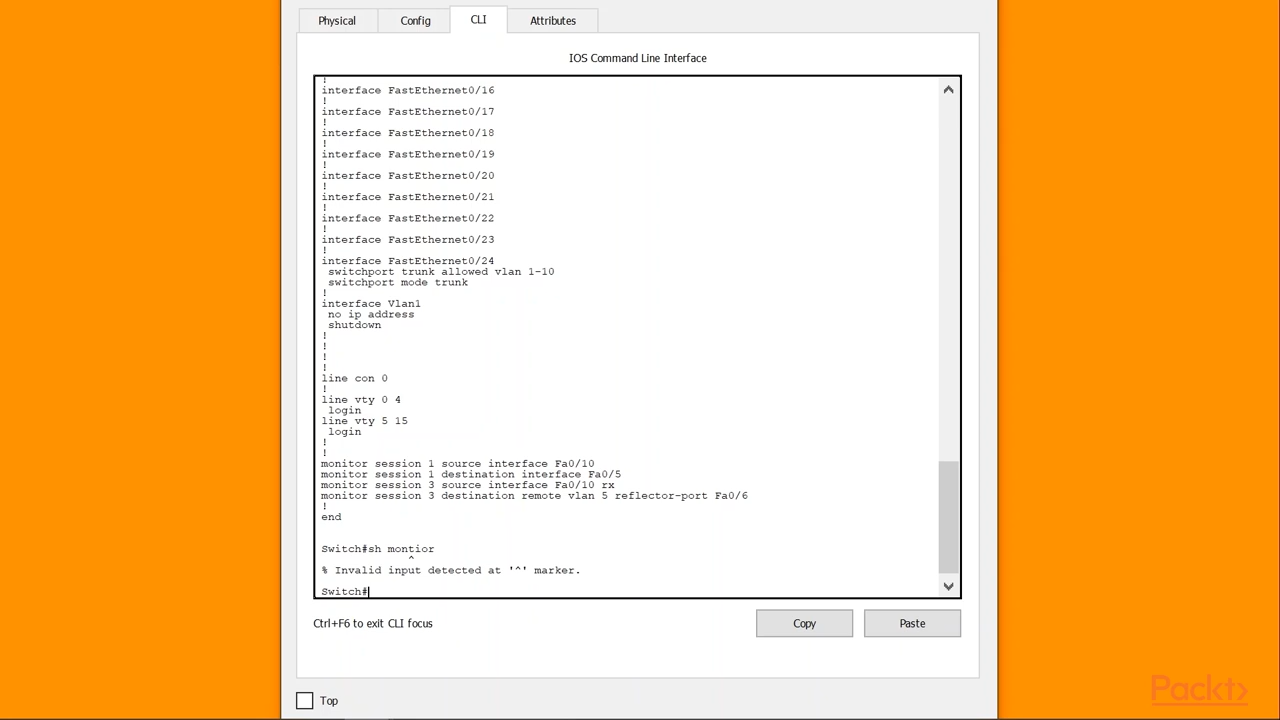 Physical
Config
CLI
Attributes
IOS Command Line Interface
!
interface FastEthernet0/16
!
interface FastEthernet0/17
!
interface FastEthernet0/18
!
interface FastEthernet0/19
!
interface FastEthernet0/20
!
interface FastEthernet0/21
!
interface FastEthernet0/22
!
interface FastEthernet0/23
!
interface FastEthernet0/24
 switchport trunk allowed vlan 1-10
 switchport mode trunk
!
interface Vlan1
 no ip address
 shutdown
!
!
!
!
line con 0
!
line vty 0 4
 login
line vty 5 15
 login
!
!
monitor session 1 source interface Fa0/10
monitor session 1 destination interface Fa0/5
monitor session 3 source interface Fa0/10 rx
monitor session 3 destination remote vlan 5 reflector-port Fa0/6
!
end
Switch#sh montior
^
% Invalid input detected at '^' marker.
Switch#
Ctrl+F6 to exit CLI focus
Copy
Paste
Top
Packt>